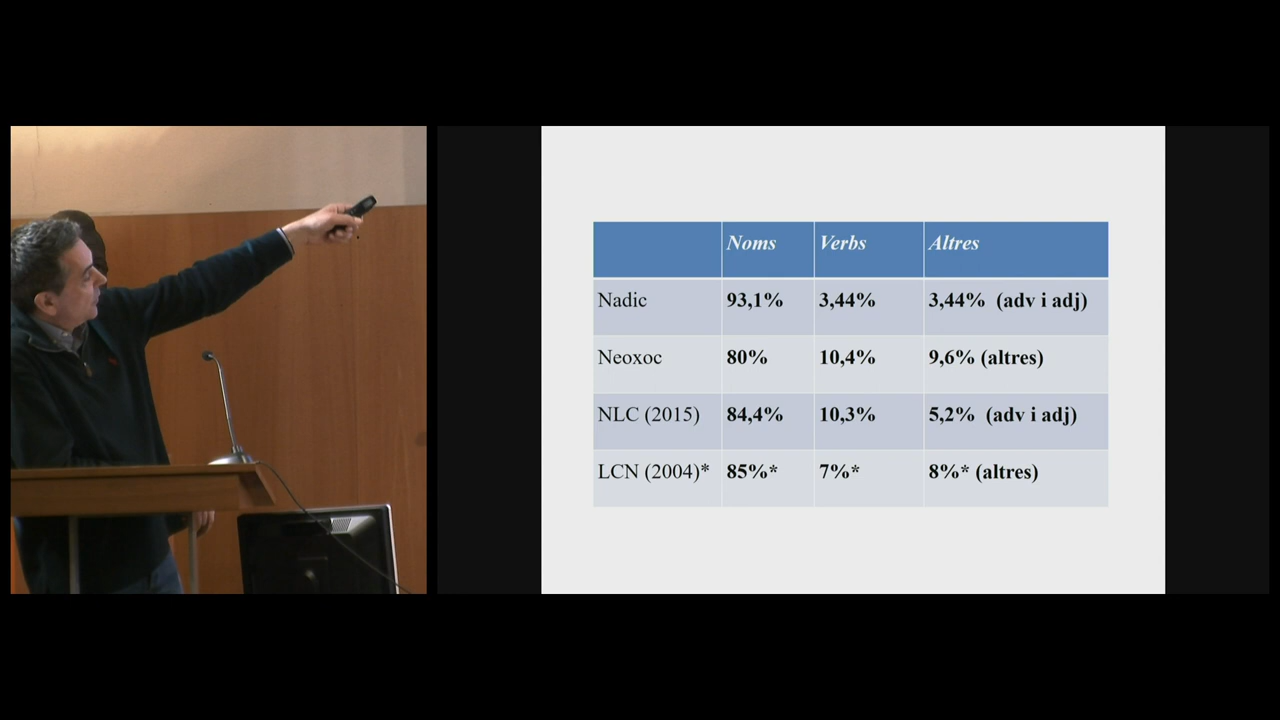 Noms Verbs Altres
Nadic 93,1% 3,44% 3,44% (adv i adj)
Neoxoc 80% 10,4% 9,6% (altres)
NLC (2015) 84,4% 10,3% 5,2% (adv i adj)
LCN (2004)* 85%* 7%* 8%* (altres)